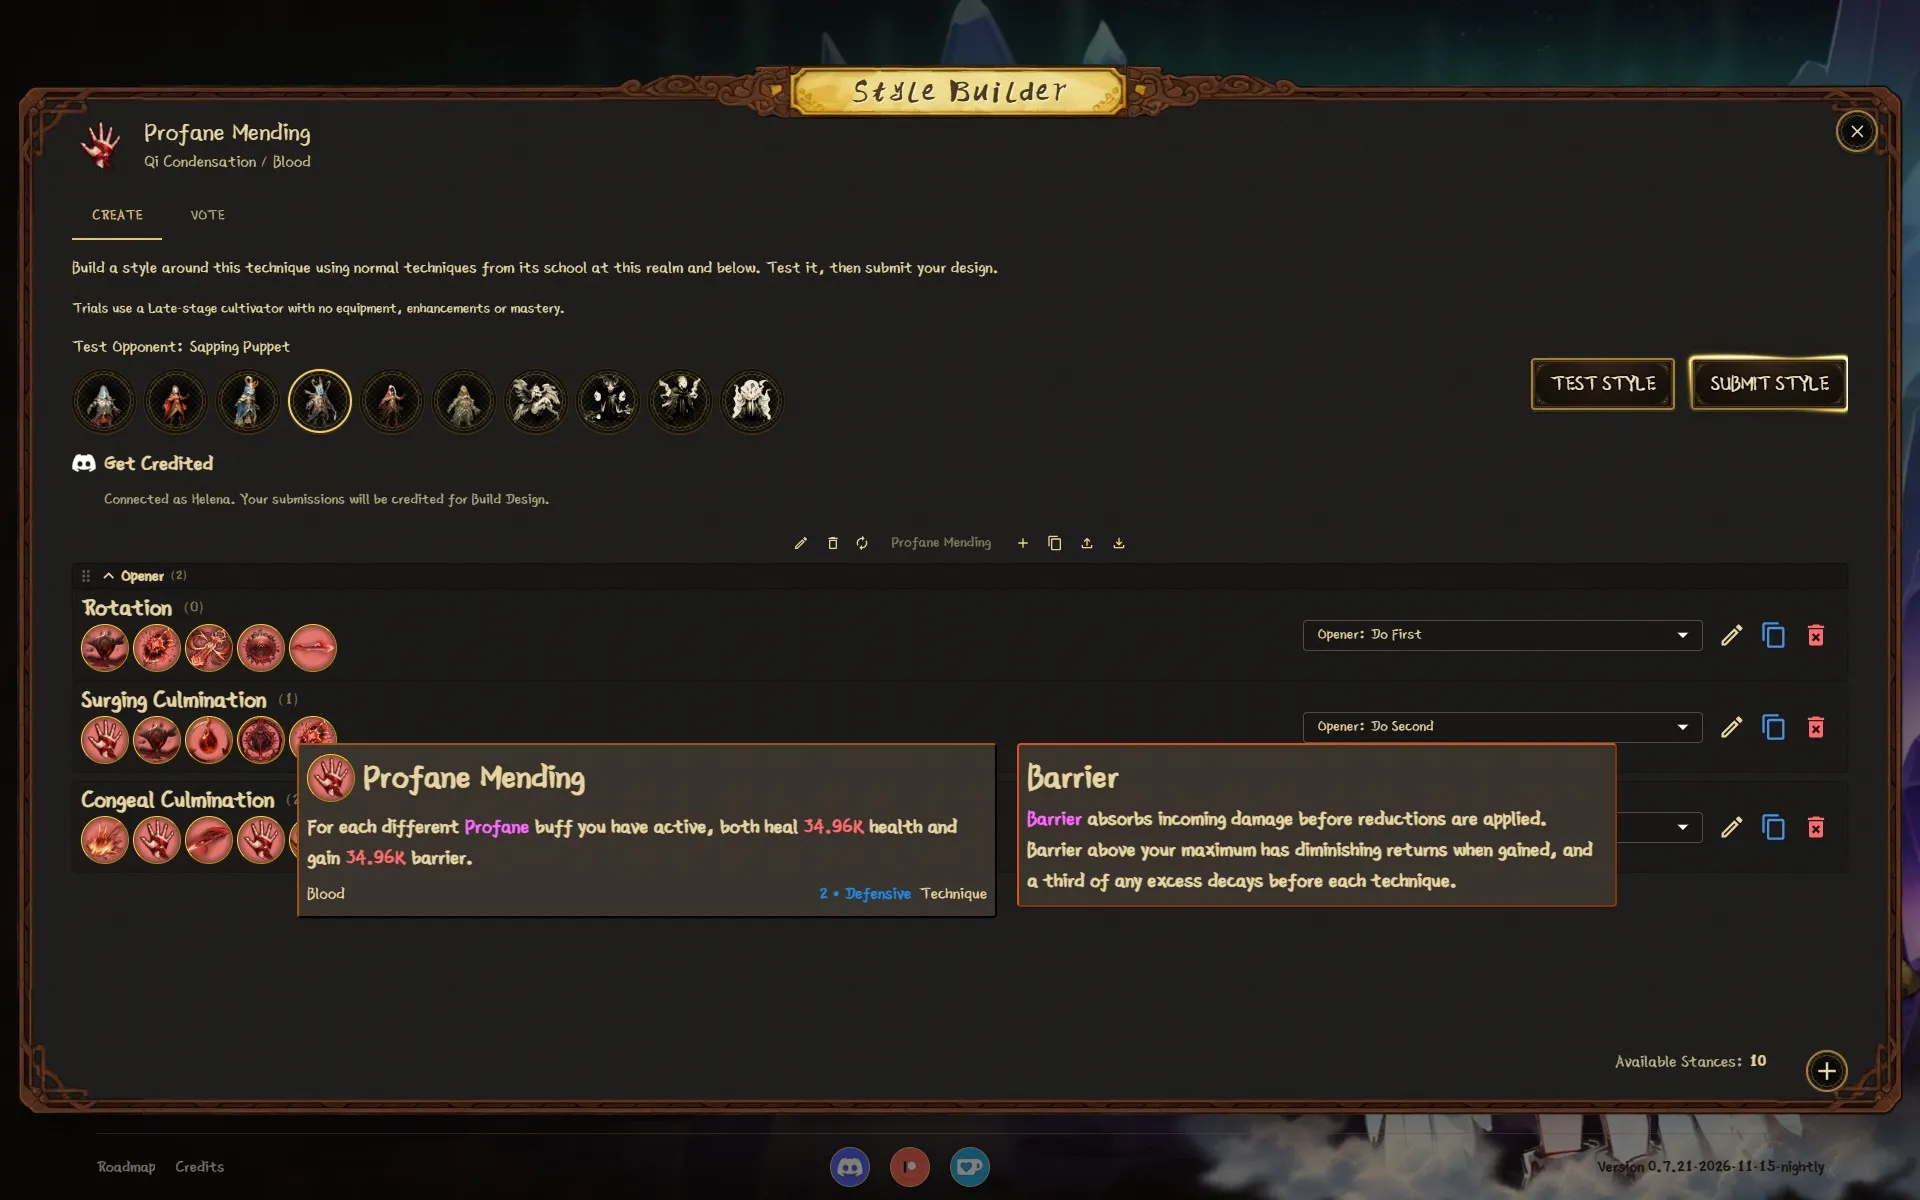 Style Builder
Profane Mending
Qi Condensation / Blood
CREATE VOTE
Build a style around this technique using normal techniques from its school at this realm and below. Test it, then submit your design.
Trials use a Late-stage cultivator with no equipment, enhancements or mastery.
Test Opponent: Sapping Puppet
TEST STYLE
SUBMIT STYLE
Get Credited
Connected as Helena. Your submissions will be credited for Build Design.
Profane Mending
Opener (2)
Rotation (0)
Opener: Do First
Surging Culmination (1)
Opener: Do Second
Congeal Culmination
Profane Mending
For each different Profane buff you have active, both heal 34.96K health and
gain 34.96K barrier.
Blood
2 • Defensive Technique
Barrier
Barrier absorbs incoming damage before reductions are applied.
Barrier above your maximum has diminishing returns when gained, and
a third of any excess decays before each technique.
Available Stances: 10
Roadmap Credits
Version 0.7.21-2026-11-15-nightly